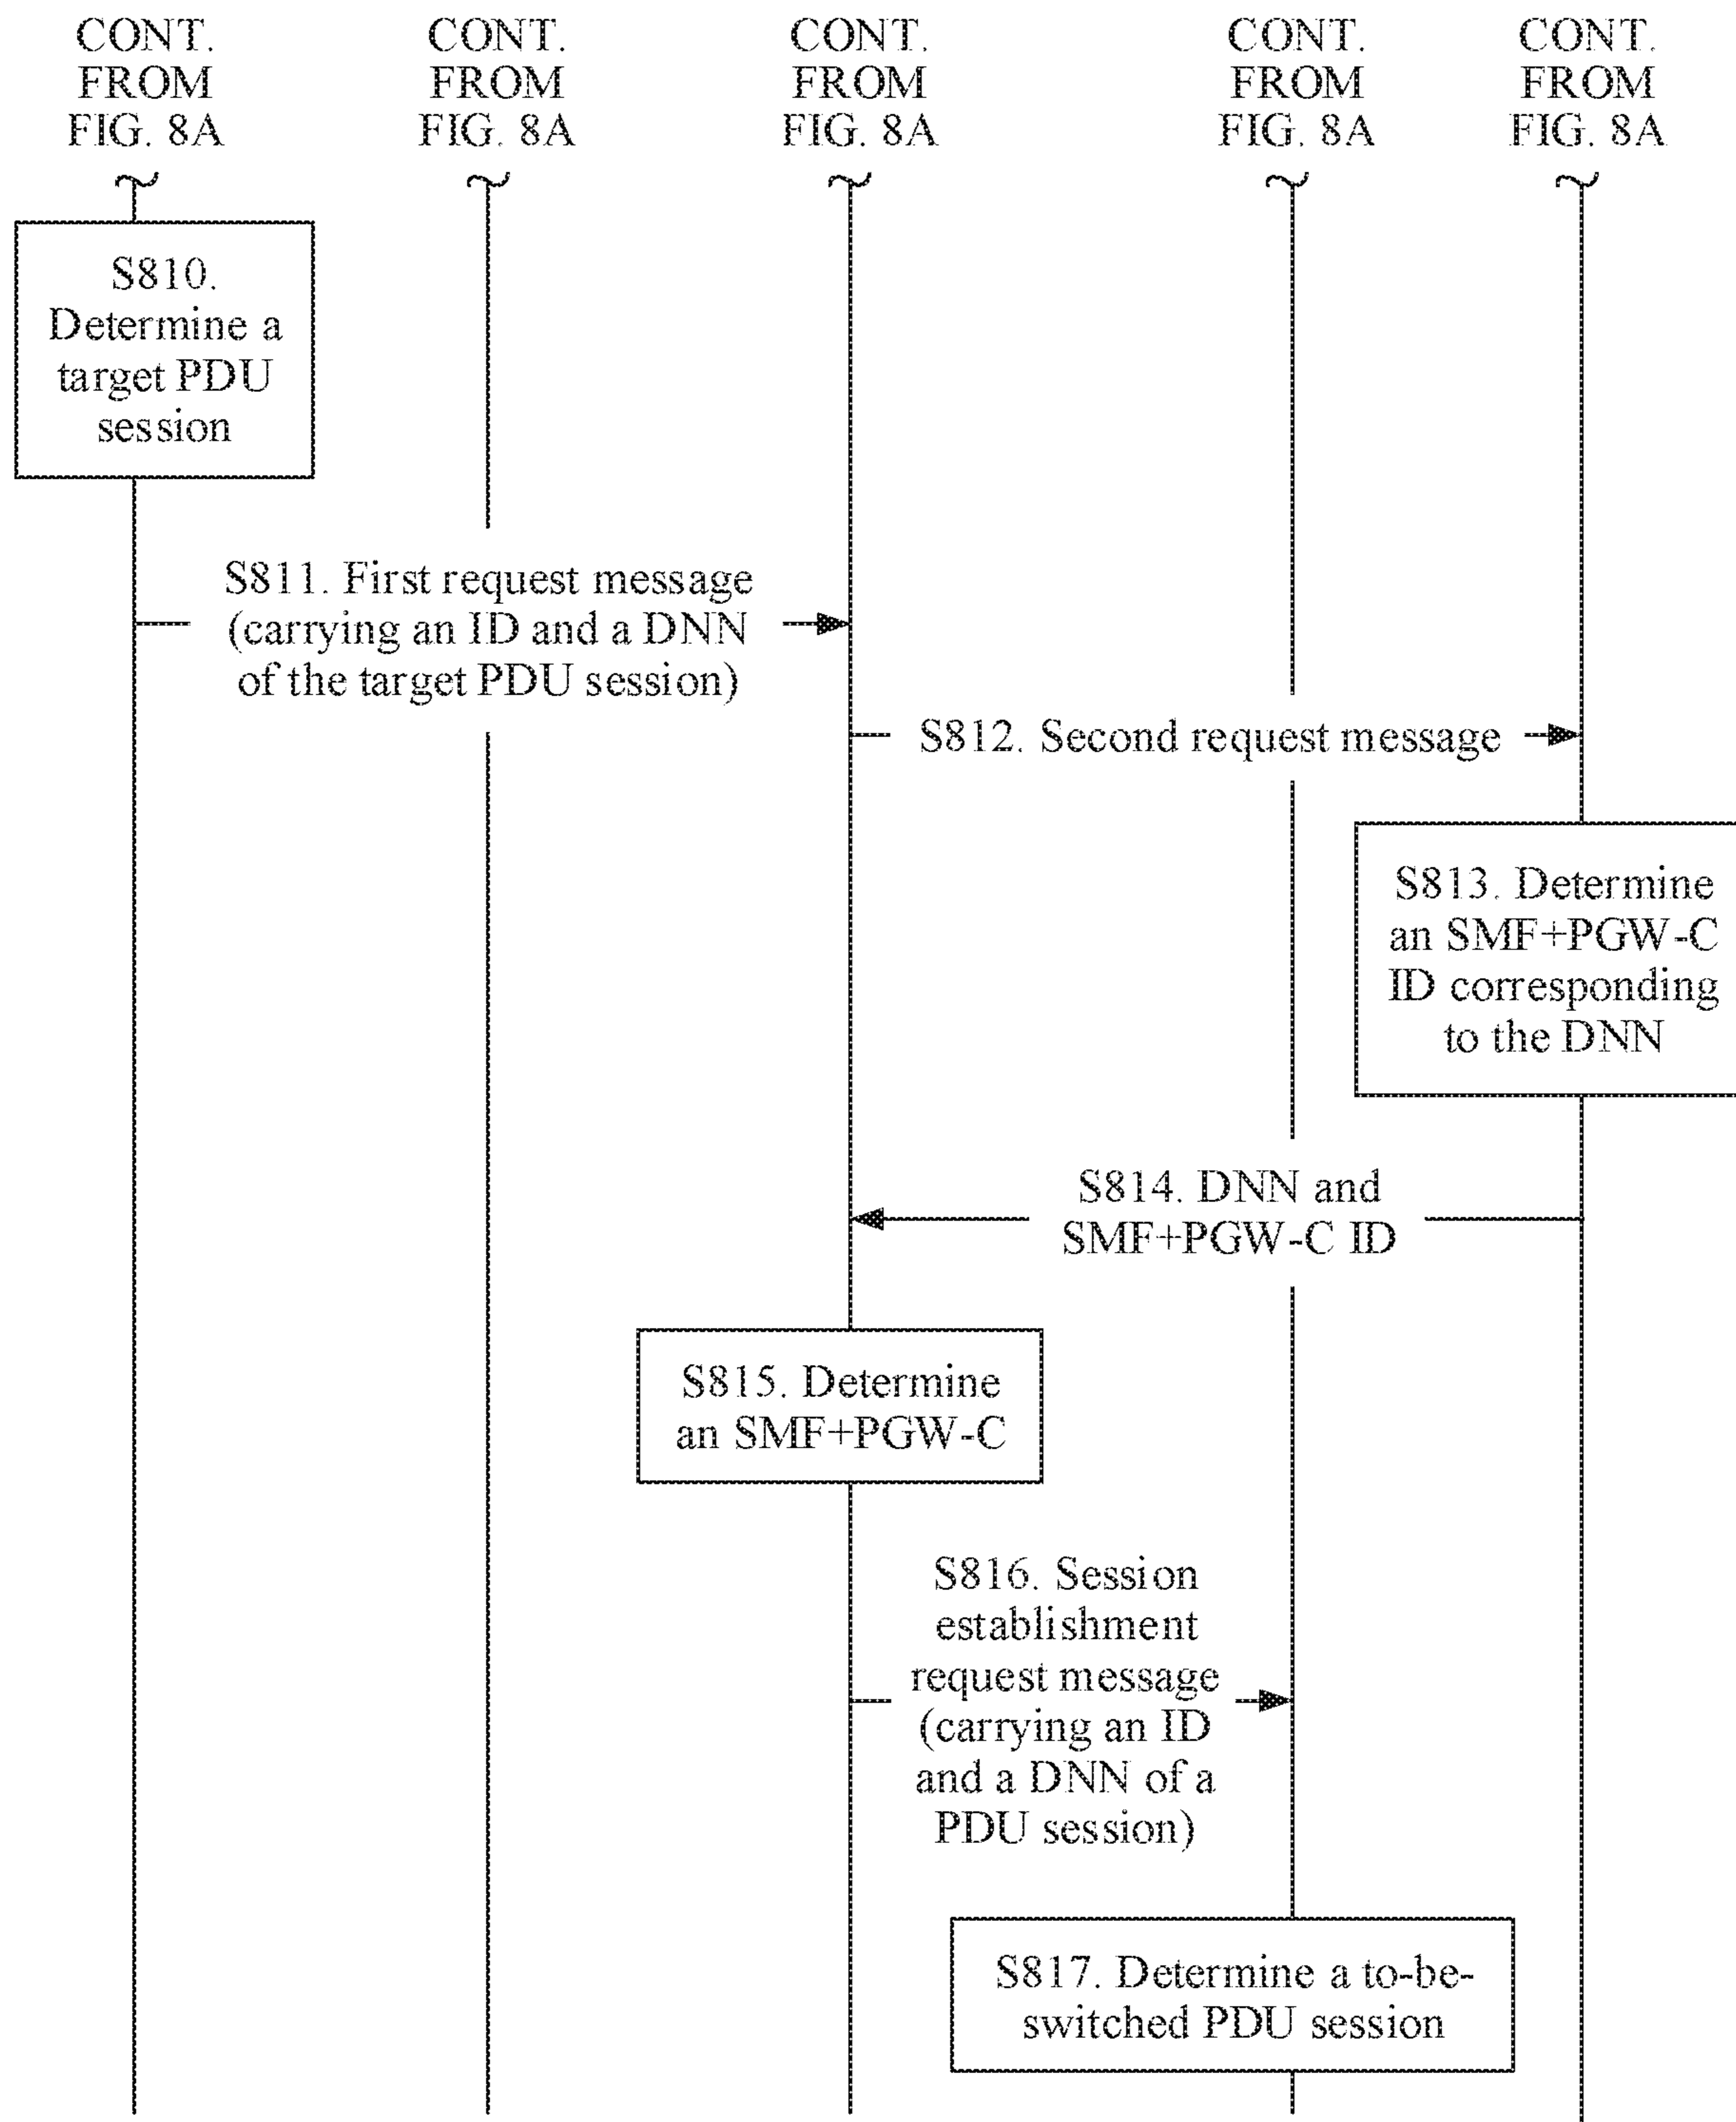 CONT.
FROM
FIG. 8A
CONT.
FROM
FIG. 8A
CONT.
FROM
FIG. 8A
CONT.
FROM
FIG. 8A
CONT.
FROM
FIG. 8A
S810.
Determine a
target PDU
session
S811. First request message
(carrying an ID and a DNN
of the target PDU session)
S812. Second request message
S813. Determine
an SMF+PGW-C
ID corresponding
to the DNN
S814. DNN and
SMF+PGW-C ID
S815. Determine
an SMF+PGW-C
S816. Session
establishment
request message
(carrying an ID
and a DNN of a
PDU session)
S817. Determine a to-be-
switched PDU session